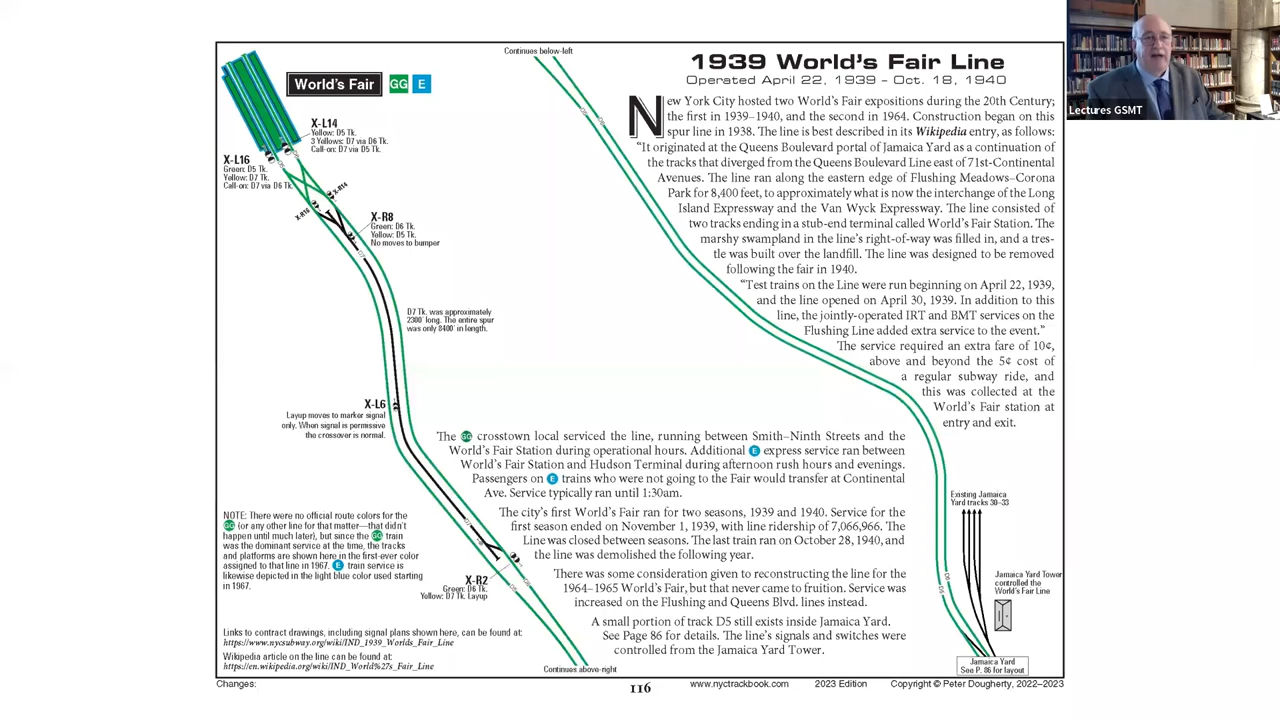 Continues below-left
1939 World's Fair Line
Operated April 22, 1939 – Oct. 18, 1940
World's Fair GG E
X-L14
Yellow: D5 Tk.
3 Yellows: D7 via D6 Tk.
Call-on: D7 via D5 Tk.
X-L16
Green: D5 Tk.
Yellow: D7 Tk.
Call-on: D7 via D6 Tk.
X-R14
X-R16
X-R8
Green: D6 Tk.
Yellow: D5 Tk.
No moves to bumper
D7 Tk. was approximately
2300' long. The entire spur
was only 8400' in length.
X-L6
Layup moves to marker signal
only. When signal is permissive
the crossover is normal.
New York City hosted two World's Fair expositions during the 20th Century;
the first in 1939–1940, and the second in 1964. Construction began on this
spur line in 1938. The line is best described in its Wikipedia entry, as follows:
"It originated at the Queens Boulevard portal of Jamaica Yard as a continuation of
the tracks that diverged from the Queens Boulevard Line east of 71st-Continental
Avenues. The line ran along the eastern edge of Flushing Meadows–Corona
Park for 8,400 feet, to approximately what is now the interchange of the Long
Island Expressway and the Van Wyck Expressway. The line consisted of
two tracks ending in a stub-end terminal called World's Fair Station. The
marshy swampland in the line's right-of-way was filled in, and a tres-
tle was built over the landfill. The line was designed to be removed
following the fair in 1940.
"Test trains on the Line were run beginning on April 22, 1939,
and the line opened on April 30, 1939. In addition to this
line, the jointly-operated IRT and BMT services on the
Flushing Line added extra service to the event."
The service required an extra fare of 10¢,
above and beyond the 5¢ cost of
a regular subway ride, and
this was collected at the
World's Fair station at
entry and exit.
The GG crosstown local serviced the line, running between Smith–Ninth Streets and the
World's Fair Station during operational hours. Additional E express service ran between
World's Fair Station and Hudson Terminal during afternoon rush hours and evenings.
Passengers on E trains who were not going to the Fair would transfer at Continental
Ave. Service typically ran until 1:30am.
The city's first World's Fair ran for two seasons, 1939 and 1940. Service for the
first season ended on November 1, 1939, with line ridership of 7,066,966. The
Line was closed between seasons. The last train ran on October 28, 1940, and
the line was demolished the following year.
There was some consideration given to reconstructing the line for the
1964–1965 World's Fair, but that never came to fruition. Service was
increased on the Flushing and Queens Blvd. lines instead.
A small portion of track D5 still exists inside Jamaica Yard.
See Page 86 for details. The line's signals and switches were
controlled from the Jamaica Yard Tower.
NOTE: There were no official route colors for the
GG (or any other line for that matter—that didn't
happen until much later), but since the GG train
was the dominant service at the time, the tracks
and platforms are shown here in the first-ever color
assigned to that line in 1967. E train service is
likewise depicted in the light blue color used starting
in 1967.
X-R2
Green: D6 Tk.
Yellow: D7 Tk. Layup
Existing Jamaica
Yard tracks 30–33
Jamaica Yard Tower
controlled the
World's Fair Line
Jamaica Yard
See P. 86 for layout
Links to contract drawings, including signal plans shown here, can be found at:
https://www.nycsubway.org/wiki/IND_1939_Worlds_Fair_Line
Wikipedia article on the line can be found at:
https://en.wikipedia.org/wiki/IND_World%27s_Fair_Line
Continues above-right
Changes:
116
www.nyctrackbook.com
2023 Edition
Copyright © Peter Dougherty, 2022–2023
Lectures GSMT